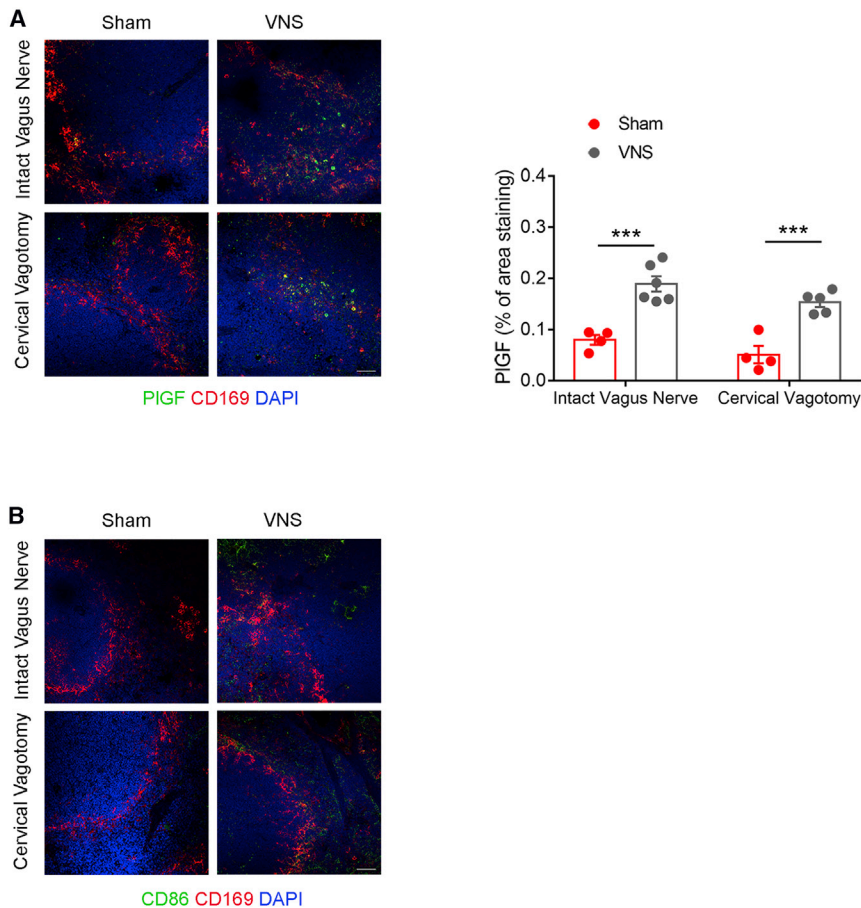 A
Sham VNS
Intact Vagus Nerve
Cervical Vagotomy
PlGF CD169 DAPI
Sham
VNS
PlGF (% of area staining)
0.4
0.3
0.2
0.1
0.0
*** ***
Intact Vagus Nerve Cervical Vagotomy
B
Sham VNS
Intact Vagus Nerve
Cervical Vagotomy
CD86 CD169 DAPI